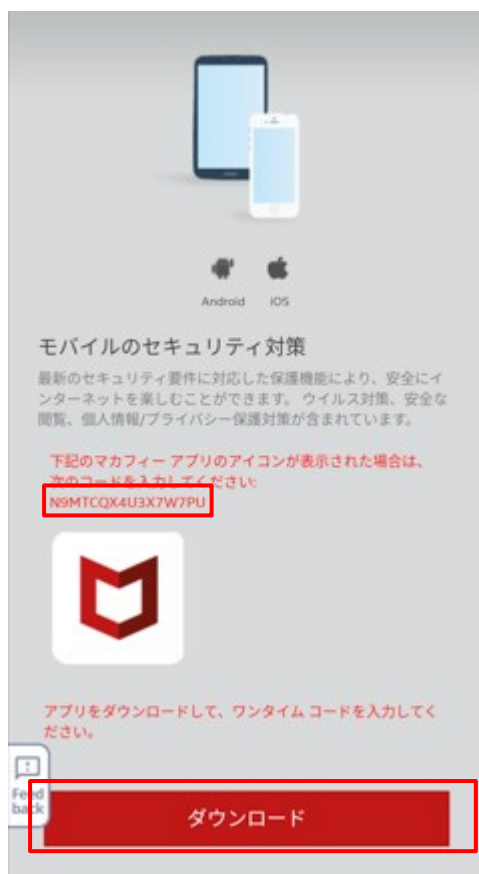 Android iOS
モバイルのセキュリティ対策
最新のセキュリティ要件に対応した保護機能により、安全にイ
ンターネットを楽しむことができます。 ウイルス対策、安全な
閲覧、個人情報/プライバシー保護対策が含まれています。
下記のマカフィー アプリのアイコンが表示された場合は、
次のコードを入力してください:
N9MTCQX4U3X7W7PU
アプリをダウンロードして、ワンタイム コードを入力してく
ださい。
Feed
back
ダウンロード